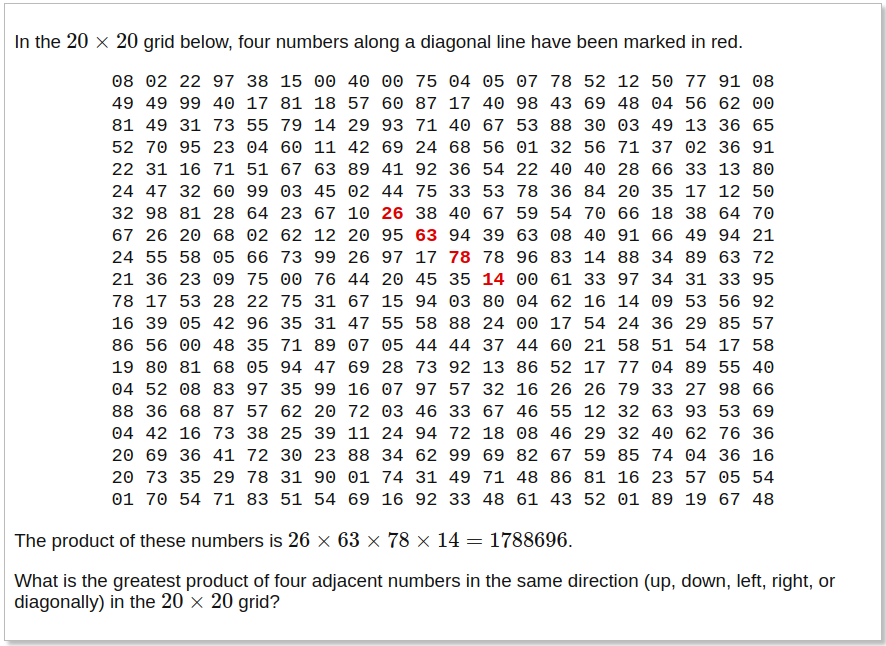 In the 20 × 20 grid below, four numbers along a diagonal line have been marked in red.
08 02 22 97 38 15 00 40 00 75 04 05 07 78 52 12 50 77 91 08
49 49 99 40 17 81 18 57 60 87 17 40 98 43 69 48 04 56 62 00
81 49 31 73 55 79 14 29 93 71 40 67 53 88 30 03 49 13 36 65
52 70 95 23 04 60 11 42 69 24 68 56 01 32 56 71 37 02 36 91
22 31 16 71 51 67 63 89 41 92 36 54 22 40 40 28 66 33 13 80
24 47 32 60 99 03 45 02 44 75 33 53 78 36 84 20 35 17 12 50
32 98 81 28 64 23 67 10 26 38 40 67 59 54 70 66 18 38 64 70
67 26 20 68 02 62 12 20 95 63 94 39 63 08 40 91 66 49 94 21
24 55 58 05 66 73 99 26 97 17 78 78 96 83 14 88 34 89 63 72
21 36 23 09 75 00 76 44 20 45 35 14 00 61 33 97 34 31 33 95
78 17 53 28 22 75 31 67 15 94 03 80 04 62 16 14 09 53 56 92
16 39 05 42 96 35 31 47 55 58 88 24 00 17 54 24 36 29 85 57
86 56 00 48 35 71 89 07 05 44 44 37 44 60 21 58 51 54 17 58
19 80 81 68 05 94 47 69 28 73 92 13 86 52 17 77 04 89 55 40
04 52 08 83 97 35 99 16 07 97 57 32 16 26 26 79 33 27 98 66
88 36 68 87 57 62 20 72 03 46 33 67 46 55 12 32 63 93 53 69
04 42 16 73 38 25 39 11 24 94 72 18 08 46 29 32 40 62 76 36
20 69 36 41 72 30 23 88 34 62 99 69 82 67 59 85 74 04 36 16
20 73 35 29 78 31 90 01 74 31 49 71 48 86 81 16 23 57 05 54
01 70 54 71 83 51 54 69 16 92 33 48 61 43 52 01 89 19 67 48
The product of these numbers is 26 × 63 × 78 × 14 = 1788696.
What is the greatest product of four adjacent numbers in the same direction (up, down, left, right, or
diagonally) in the 20 × 20 grid?